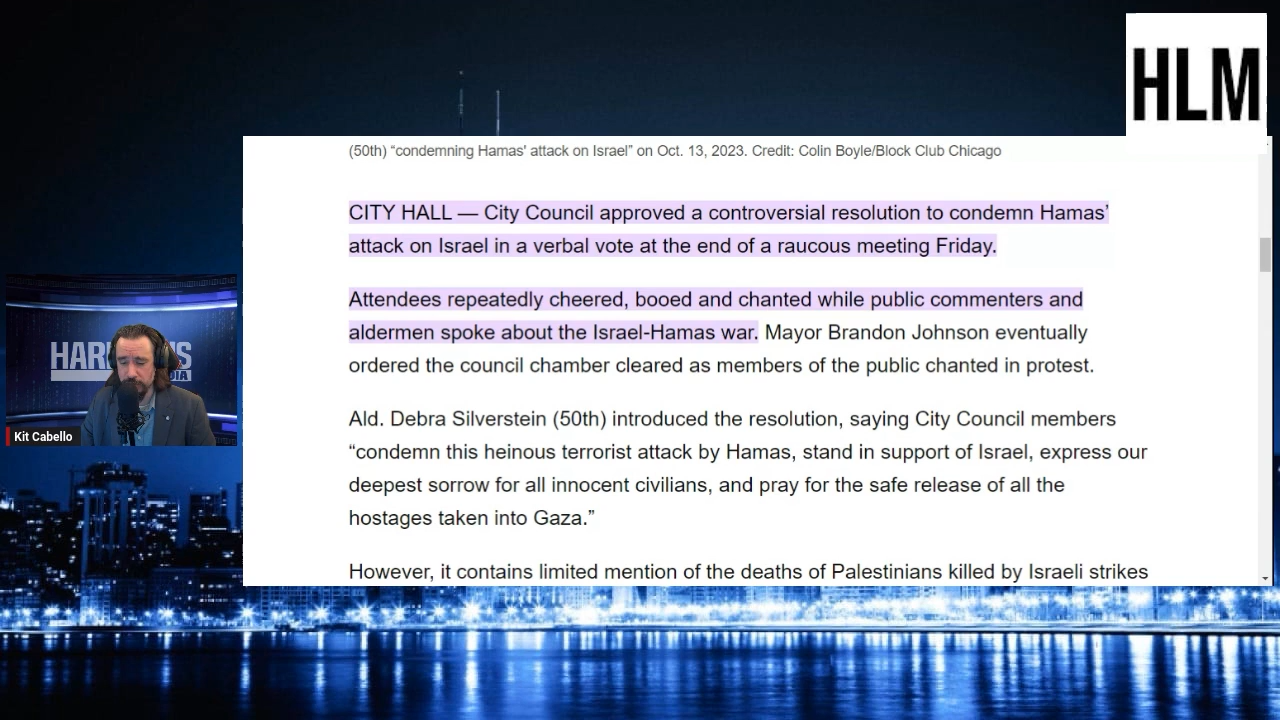 HLM
(50th) “condemning Hamas' attack on Israel” on Oct. 13, 2023. Credit: Colin Boyle/Block Club Chicago
CITY HALL — City Council approved a controversial resolution to condemn Hamas’
attack on Israel in a verbal vote at the end of a raucous meeting Friday.
Attendees repeatedly cheered, booed and chanted while public commenters and
aldermen spoke about the Israel-Hamas war. Mayor Brandon Johnson eventually
ordered the council chamber cleared as members of the public chanted in protest.
Ald. Debra Silverstein (50th) introduced the resolution, saying City Council members
“condemn this heinous terrorist attack by Hamas, stand in support of Israel, express our
deepest sorrow for all innocent civilians, and pray for the safe release of all the
hostages taken into Gaza.”
However, it contains limited mention of the deaths of Palestinians killed by Israeli strikes
Kit Cabello